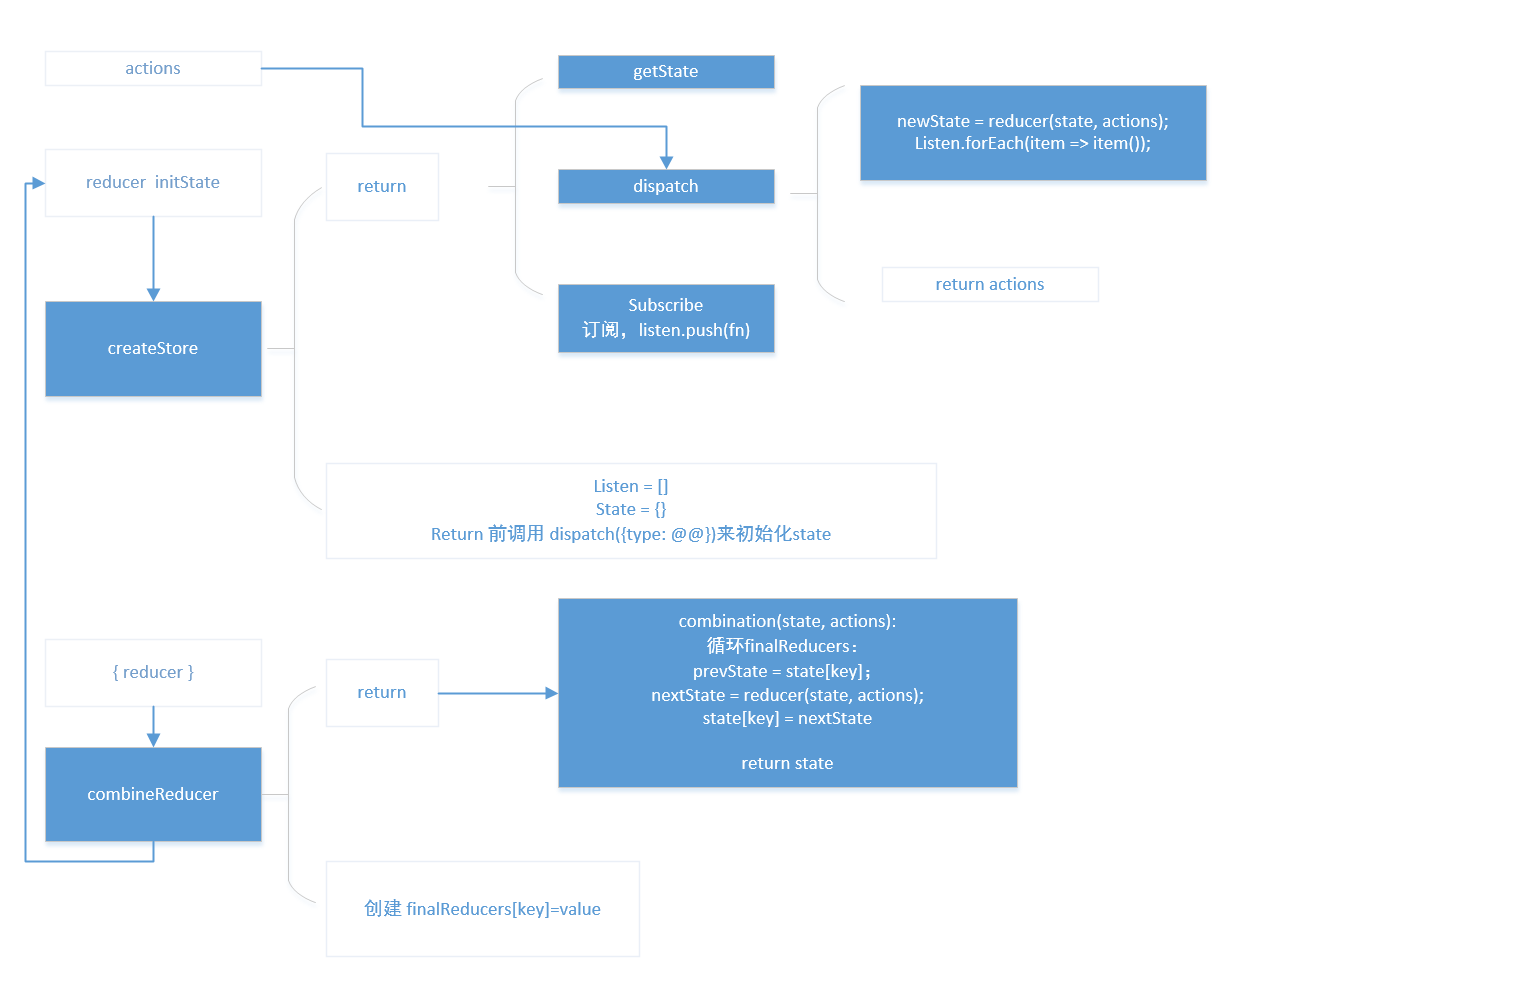 actions
getState
newState = reducer(state, actions);
Listen.forEach(item => item());
reducer  initState
return
dispatch
return actions
Subscribe
订阅，listen.push(fn)
createStore
Listen = []
State = {}
Return 前调用 dispatch({type: @@})来初始化state
combination(state, actions):
循环finalReducers：
prevState = state[key]；
nextState = reducer(state, actions);
state[key] = nextState
return state
{ reducer }
return
combineReducer
创建 finalReducers[key]=value